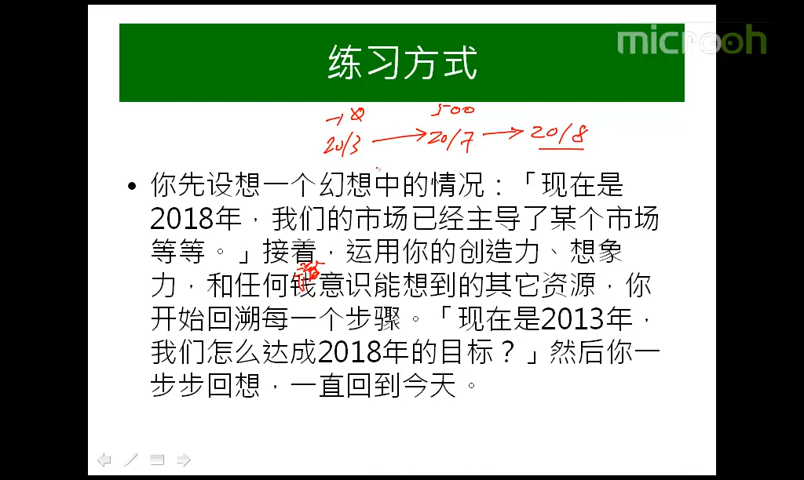 microoh
练习方式
500
2013 → 2017 → 2018
• 你先设想一个幻想中的情况：「现在是
2018年，我们的市场已经主导了某个市场
等等。」接着，运用你的创造力、想象
力，和任何钱意识能想到的其它资源，你
开始回溯每一个步骤。「现在是2013年，
我们怎么达成2018年的目标？」然后你一
步步回想，一直回到今天。